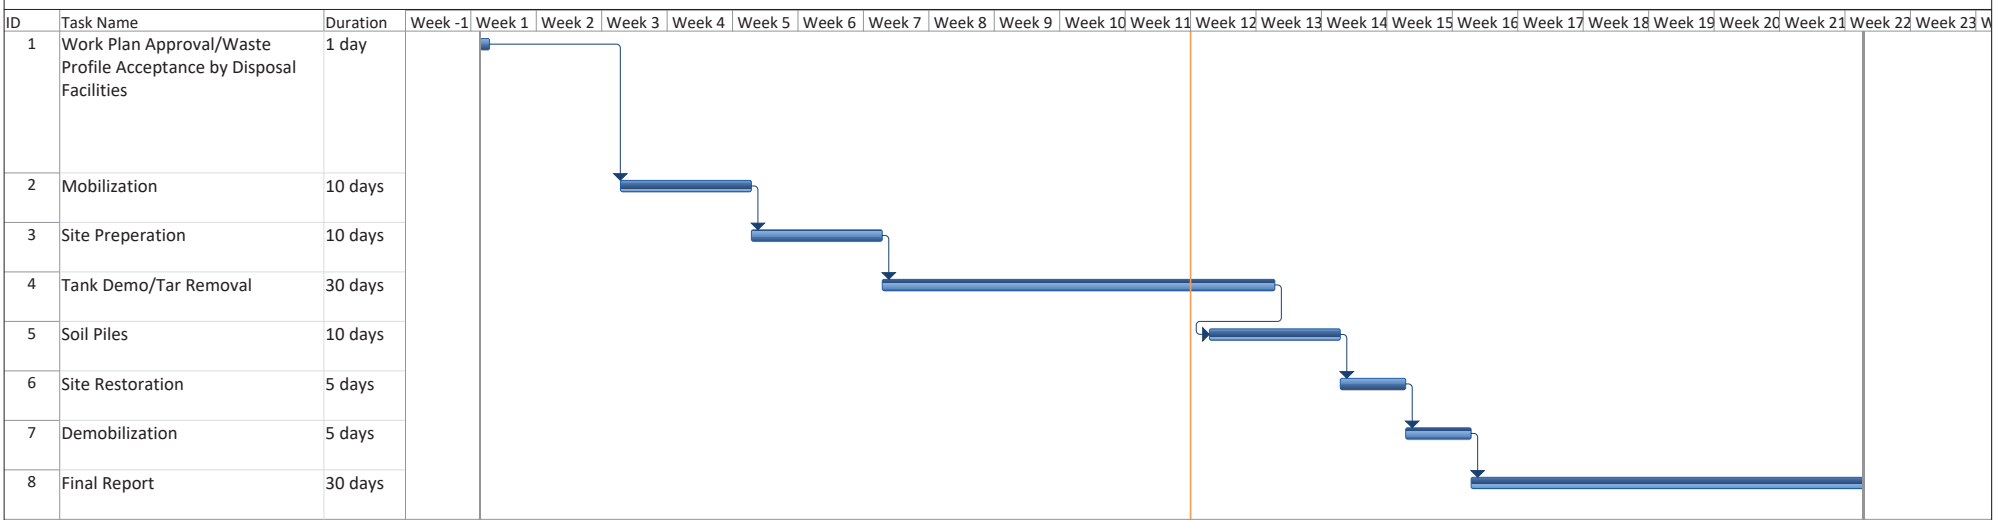 ID Task Name Duration Week -1 Week 1 Week 2 Week 3 Week 4 Week 5 Week 6 Week 7 Week 8 Week 9 Week 10 Week 11 Week 12 Week 13 Week 14 Week 15 Week 16 Week 17 Week 18 Week 19 Week 20 Week 21 Week 22 Week 23 W
1 Work Plan Approval/Waste 1 day
Profile Acceptance by Disposal
Facilities
2 Mobilization 10 days
3 Site Preperation 10 days
4 Tank Demo/Tar Removal 30 days
5 Soil Piles 10 days
6 Site Restoration 5 days
7 Demobilization 5 days
8 Final Report 30 days